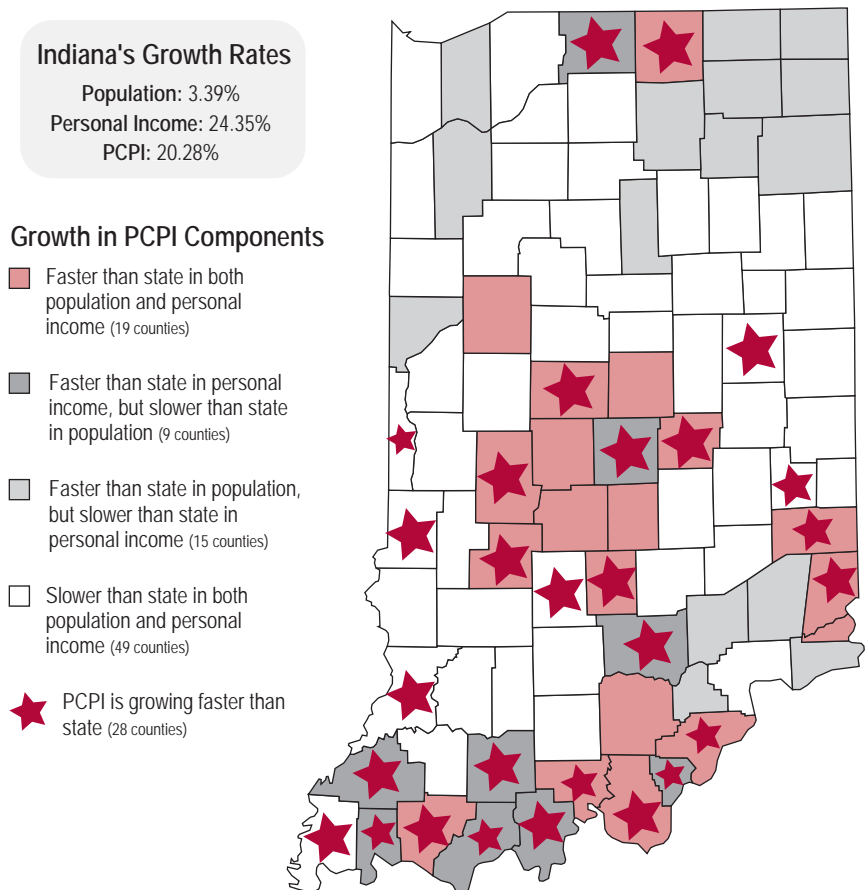 Indiana's Growth Rates
Population: 3.39%
Personal Income: 24.35%
PCPI: 20.28%
Growth in PCPI Components
Faster than state in both
population and personal
income (19 counties)
Faster than state in personal
income, but slower than state
in population (9 counties)
Faster than state in population,
but slower than state in
personal income (15 counties)
Slower than state in both
population and personal
income (49 counties)
PCPI is growing faster than
state (28 counties)